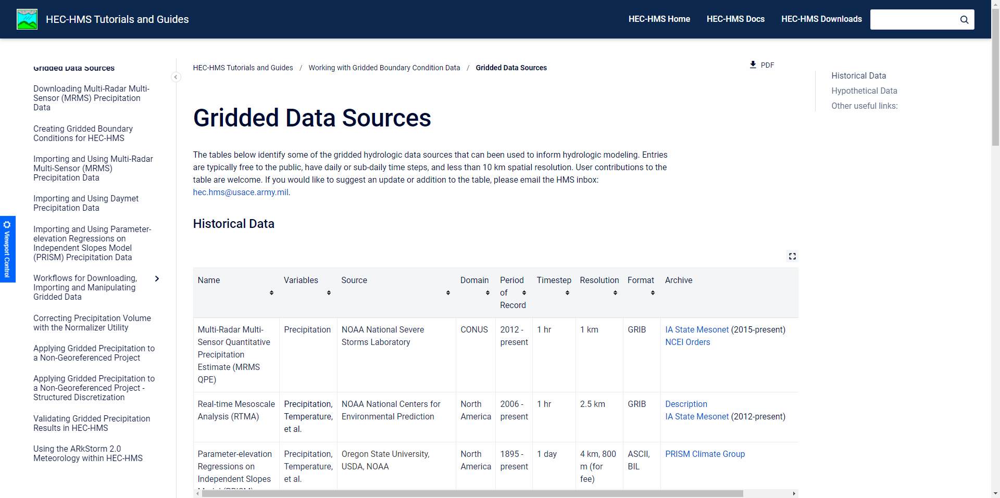 HEC-HMS Tutorials and Guides
HEC-HMS Home
HEC-HMS Docs
HEC-HMS Downloads
Gridded Data Sources
Downloading Multi-Radar Multi-
Sensor (MRMS) Precipitation
Data
Creating Gridded Boundary
Conditions for HEC-HMS
Importing and Using Multi-Radar
Multi-Sensor (MRMS)
Precipitation Data
Importing and Using Daymet
Precipitation Data
Importing and Using Parameter-
elevation Regressions on
Independent Slopes Model
(PRISM) Precipitation Data
Workflows for Downloading,
Importing and Manipulating
Gridded Data
Correcting Precipitation Volume
with the Normalizer Utility
Applying Gridded Precipitation to
a Non-Georeferenced Project
Applying Gridded Precipitation to
a Non-Georeferenced Project -
Structured Discretization
Validating Gridded Precipitation
Results in HEC-HMS
Using the ARkStorm 2.0
Meteorology within HEC-HMS
Viewport Control
HEC-HMS Tutorials and Guides / Working with Gridded Boundary Condition Data / Gridded Data Sources
PDF
Historical Data
Hypothetical Data
Other useful links:
Gridded Data Sources
The tables below identify some of the gridded hydrologic data sources that can been used to inform hydrologic modeling. Entries
are typically free to the public, have daily or sub-daily time steps, and less than 10 km spatial resolution. User contributions to the
table are welcome. If you would like to suggest an update or addition to the table, please email the HMS inbox:
hec.hms@usace.army.mil.
Historical Data
Name
Variables
Source
Domain
Period
of
Record
Timestep
Resolution
Format
Archive
Multi-Radar Multi-
Sensor Quantitative
Precipitation
Estimate (MRMS
QPE)
Precipitation
NOAA National Severe
Storms Laboratory
CONUS
2012 -
present
1 hr
1 km
GRIB
IA State Mesonet (2015-present)
NCEI Orders
Real-time Mesoscale
Analysis (RTMA)
Precipitation,
Temperature,
et al.
NOAA National Centers for
Environmental Prediction
North
America
2006 -
present
1 hr
2.5 km
GRIB
Description
IA State Mesonet (2012-present)
Parameter-elevation
Regressions on
Independent Slopes
Model (PRISM)
Precipitation,
Temperature,
et al.
Oregon State University,
USDA, NOAA
North
America
1895 -
present
1 day
4 km, 800
m (for
fee)
ASCII,
BIL
PRISM Climate Group